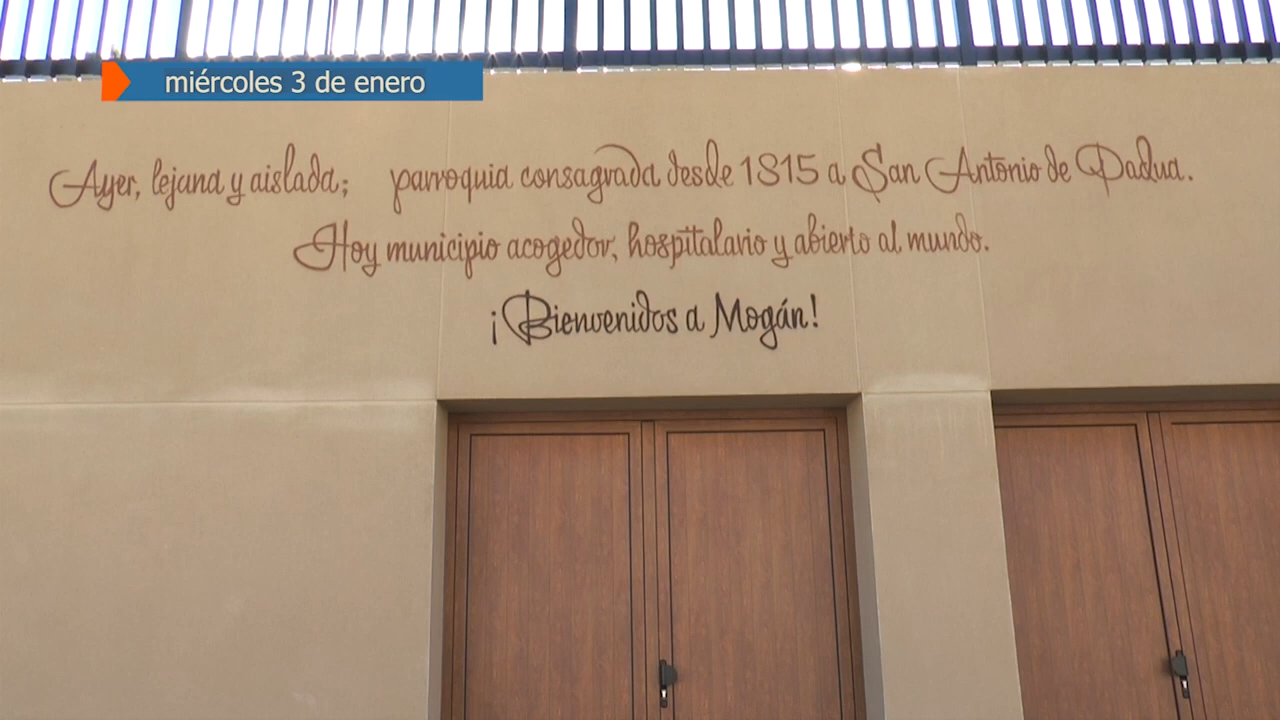 miércoles 3 de enero
Ayer, lejana y aislada; parroquia consagrada desde 1815 a San Antonio de Padua.
Hoy municipio acogedor, hospitalario y abierto al mundo.
¡Bienvenidos a Mogán!